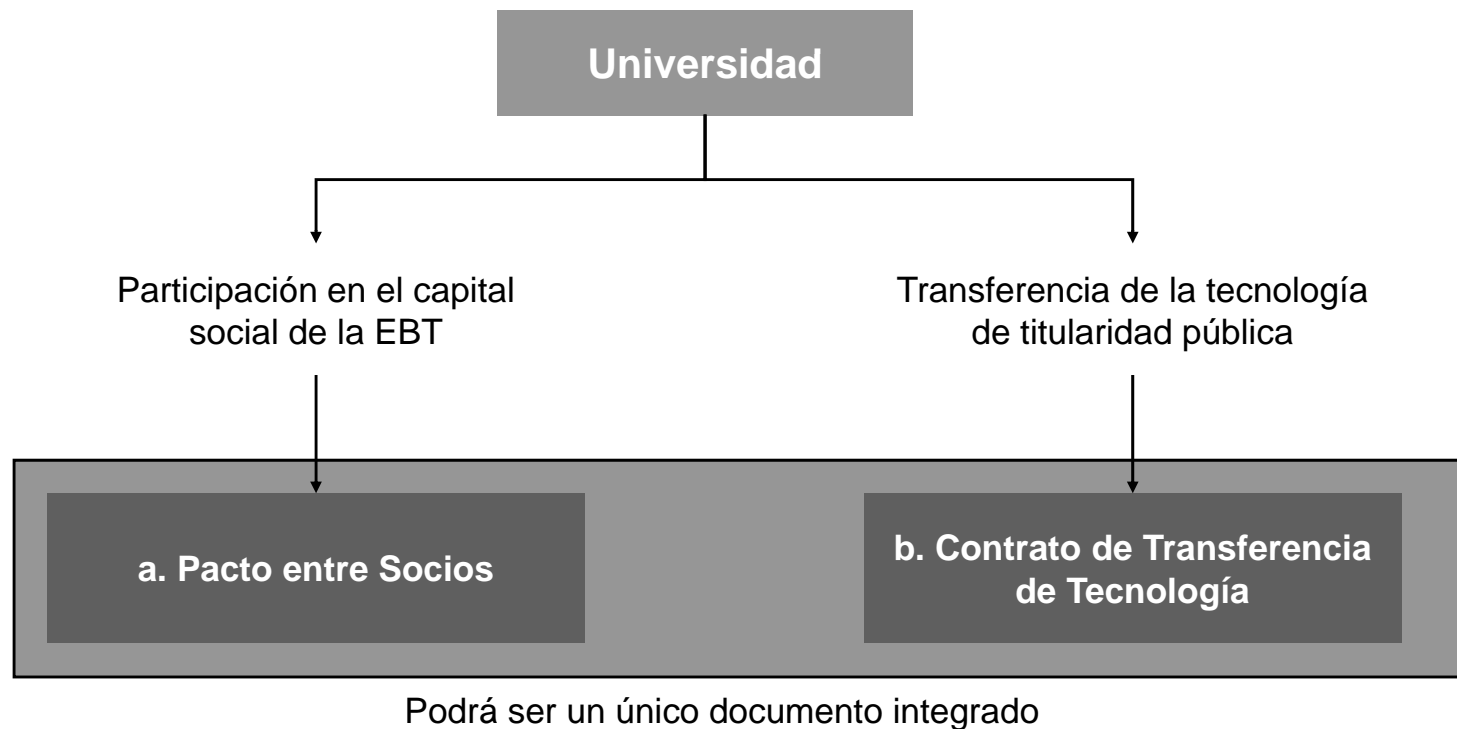 Universidad
Participación en el capital
social de la EBT
Transferencia de la tecnología
de titularidad pública
a. Pacto entre Socios
b. Contrato de Transferencia
de Tecnología
Podrá ser un único documento integrado